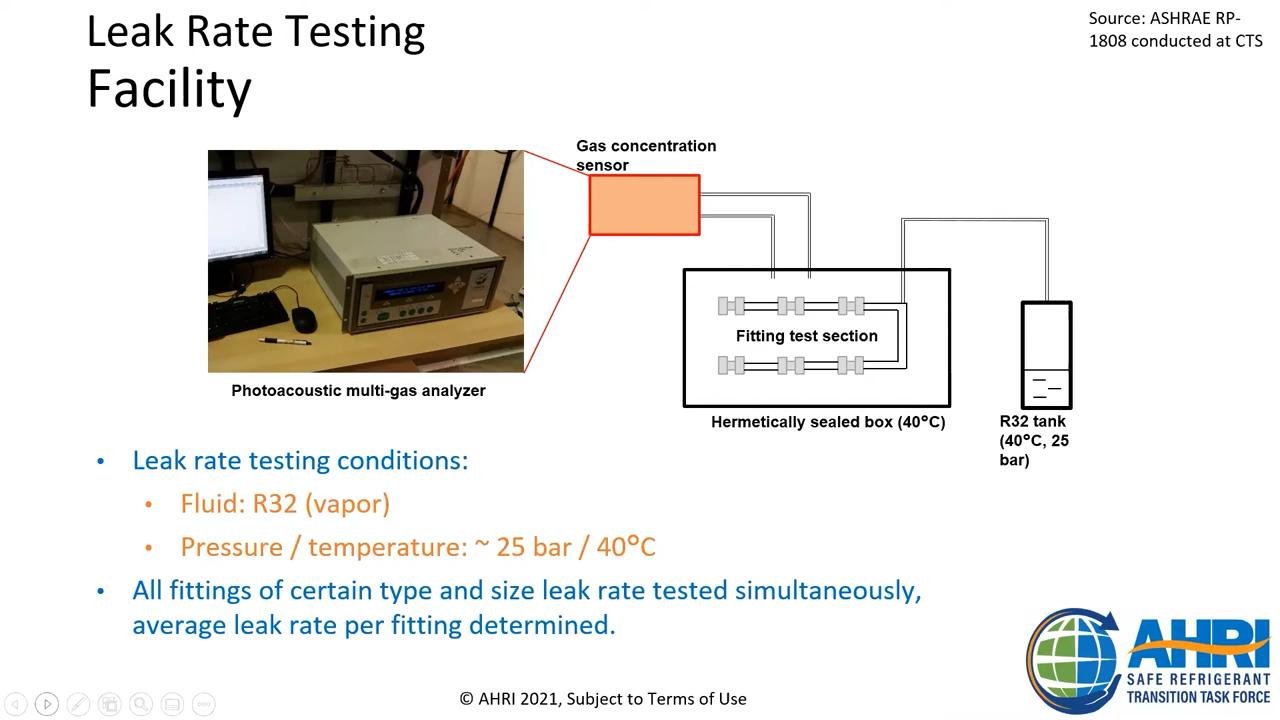 Leak Rate Testing
Facility
Source: ASHRAE RP-
1808 conducted at CTS
Gas concentration
sensor
Fitting test section
Photoacoustic multi-gas analyzer
Hermetically sealed box (40°C)
R32 tank
(40°C, 25
bar)
• Leak rate testing conditions:
• Fluid: R32 (vapor)
• Pressure / temperature: ~ 25 bar / 40°C
• All fittings of certain type and size leak rate tested simultaneously,
average leak rate per fitting determined.
© AHRI 2021, Subject to Terms of Use
AHRI
SAFE REFRIGERANT
TRANSITION TASK FORCE